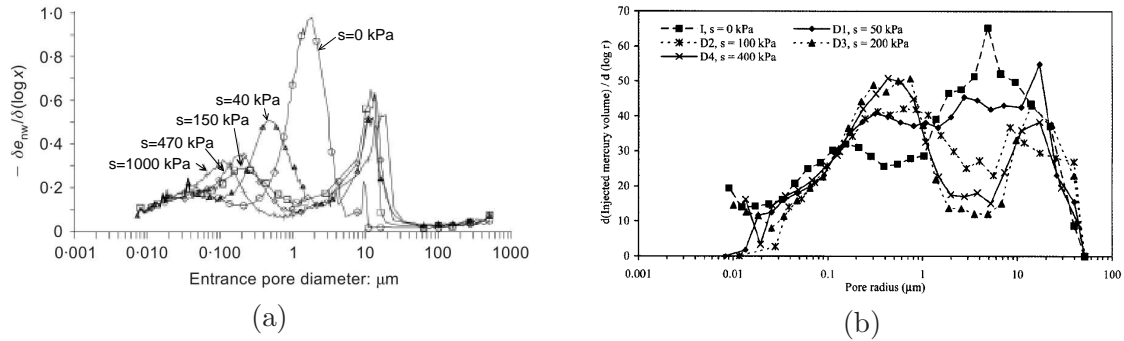 1·0
0·8
0·6
0·4
0·2
0
− δe_nw/δ(log x)
s=0 kPa
s=40 kPa
s=150 kPa
s=470 kPa
s=1000 kPa
0·010 0·100 1 10 100 1000
Entrance pore diameter: μm
(a)
70
60
50
40
30
20
10
0
d(Injected mercury volume) / d (log r)
I, s = 0 kPa D1, s = 50 kPa
D2, s = 100 kPa D3, s = 200 kPa
D4, s = 400 kPa
0.001 0.01 0.1 1 10 100
Pore radius (μm)
(b)